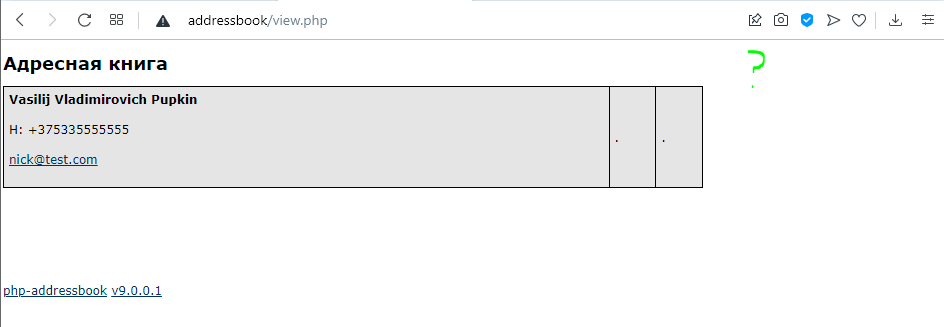 addressbook/view.php
Адресная книга
?
Vasilij Vladimirovich Pupkin
H: +375335555555
. .
nick@test.com
php-addressbook v9.0.0.1